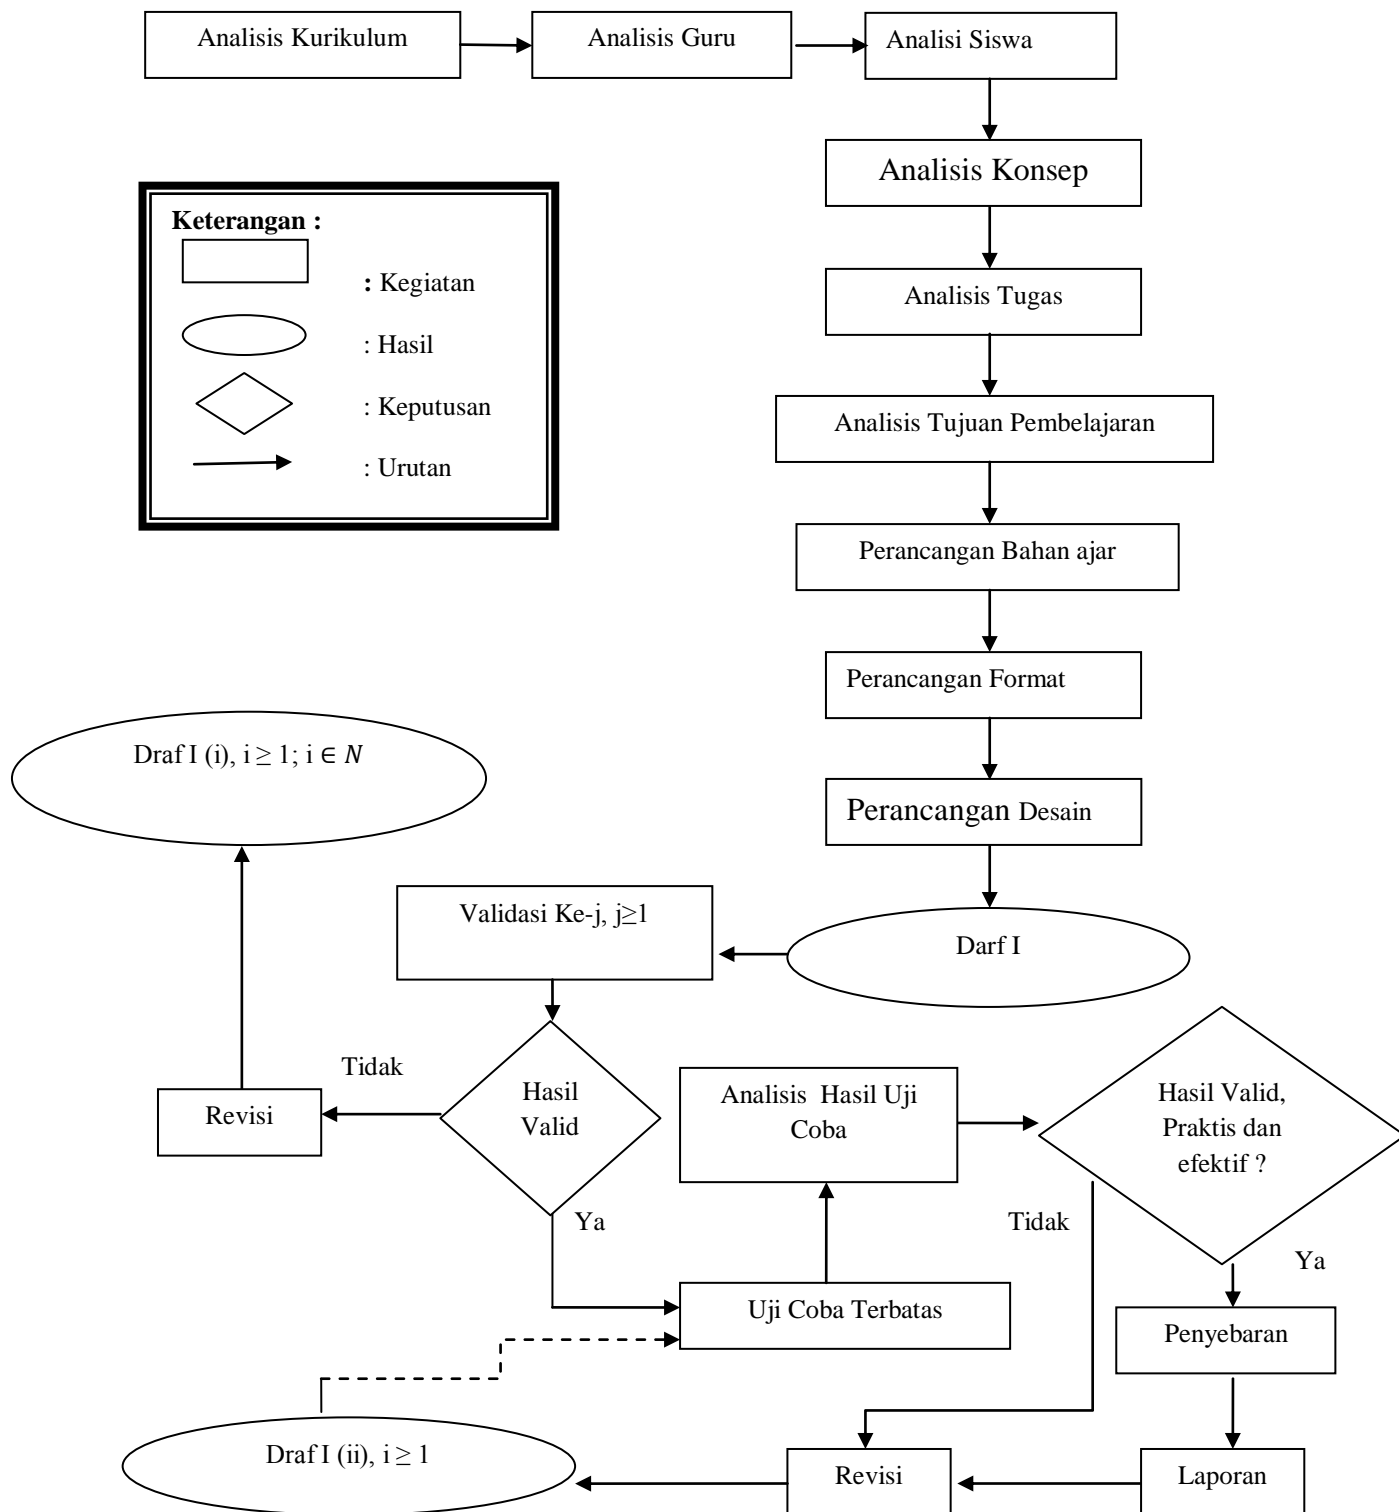 Analisis Kurikulum
Analisis Guru
Analisi Siswa
Analisis Konsep
Keterangan :
: Kegiatan
: Hasil
: Keputusan
: Urutan
Analisis Tugas
Analisis Tujuan Pembelajaran
Perancangan Bahan ajar
Perancangan Format
Perancangan Desain
Draf I (i), i ≥ 1; i ∈ N
Darf I
Validasi Ke-j, j≥1
Hasil
Valid
Tidak
Revisi
Ya
Analisis Hasil Uji
Coba
Hasil Valid,
Praktis dan
efektif ?
Tidak
Ya
Uji Coba Terbatas
Penyebaran
Draf I (ii), i ≥ 1
Revisi
Laporan